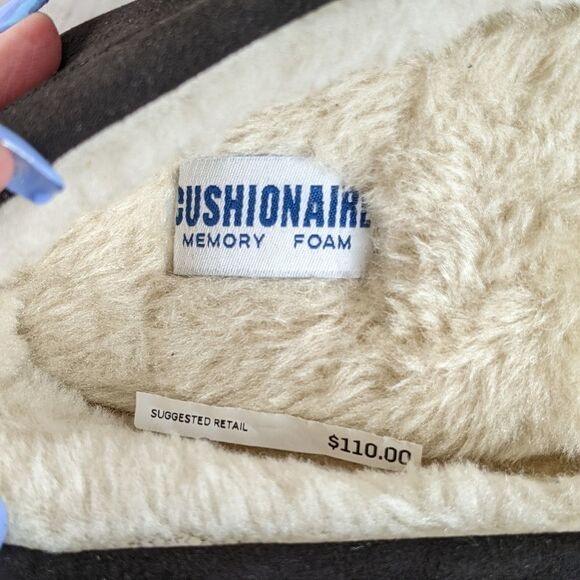 CUSHIONAIRE
MEMORY FOAM
SUGGESTED RETAIL
$110.00